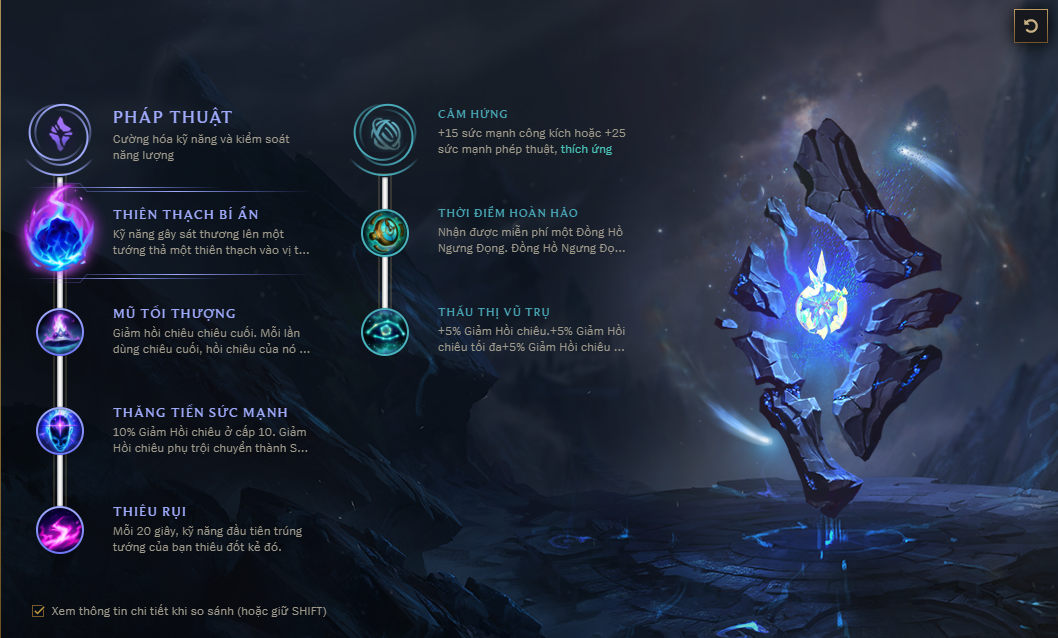 PHÁP THUẬT
Cường hóa kỹ năng và kiểm soát
năng lượng
THIÊN THẠCH BÍ ẨN
Kỹ năng gây sát thương lên một
tướng thả một thiên thạch vào vị t...
MŨ TỐI THƯỢNG
Giảm hồi chiêu chiêu cuối. Mỗi lần
dùng chiêu cuối, hồi chiêu của nó ...
THĂNG TIẾN SỨC MẠNH
10% Giảm Hồi chiêu ở cấp 10. Giảm
Hồi chiêu phụ trội chuyển thành S...
THIÊU RỤI
Mỗi 20 giây, kỹ năng đầu tiên trúng
tướng của bạn thiêu đốt kẻ đó.
CẢM HỨNG
+15 sức mạnh công kích hoặc +25
sức mạnh phép thuật, thích ứng
THỜI ĐIỂM HOÀN HẢO
Nhận được miễn phí một Đồng Hồ
Ngưng Đọng. Đồng Hồ Ngưng Đọ...
THẤU THỊ VŨ TRỤ
+5% Giảm Hồi chiêu.+5% Giảm Hồi
chiêu tối đa+5% Giảm Hồi chiêu ...
Xem thông tin chi tiết khi so sánh (hoặc giữ SHIFT)